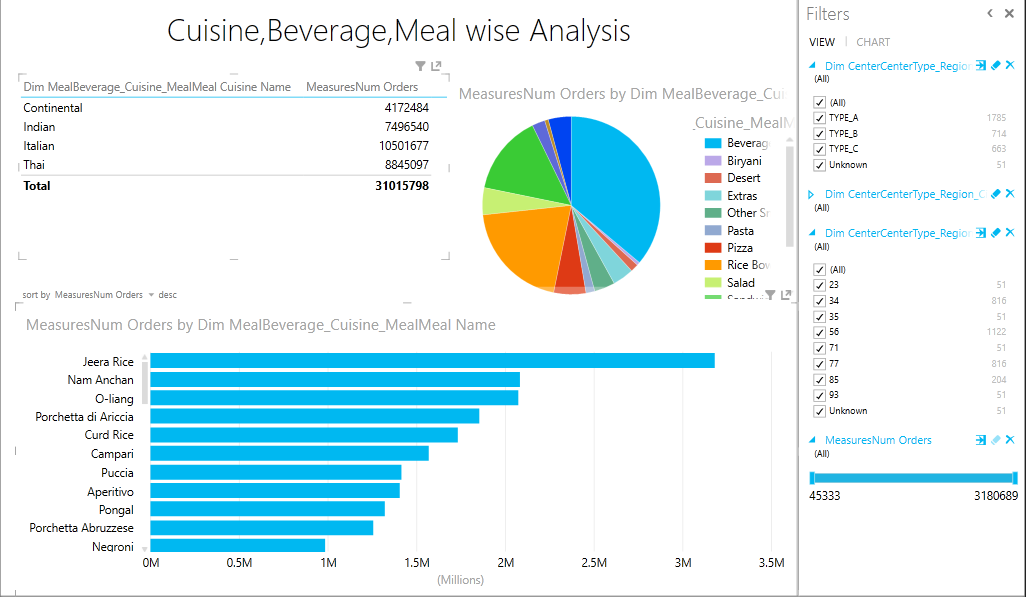 Cuisine,Beverage,Meal wise Analysis
Dim MealBeverage_Cuisine_MealMeal Cuisine Name MeasuresNum Orders
Continental 4172484
Indian 7496540
Italian 10501677
Thai 8845097
Total 31015798
MeasuresNum Orders by Dim MealBeverage_Cui
_Cuisine_MealM
Beverag
Biryani
Desert
Extras
Other Sn
Pasta
Pizza
Rice Bow
Salad
Sandwi
sort by MeasuresNum Orders desc
MeasuresNum Orders by Dim MealBeverage_Cuisine_MealMeal Name
Jeera Rice
Nam Anchan
O-liang
Porchetta di Ariccia
Curd Rice
Campari
Puccia
Aperitivo
Pongal
Porchetta Abruzzese
Negroni
0M 0.5M 1M 1.5M 2M 2.5M 3M 3.5M
(Millions)
Filters
VIEW CHART
Dim CenterCenterType_Region
(All)
(All)
TYPE_A 1785
TYPE_B 714
TYPE_C 663
Unknown 51
Dim CenterCenterType_Region_C
(All)
Dim CenterCenterType_Region
(All)
(All)
23 51
34 816
35 51
56 1122
71 51
77 816
85 204
93 51
Unknown 51
MeasuresNum Orders
(All)
45333 3180689